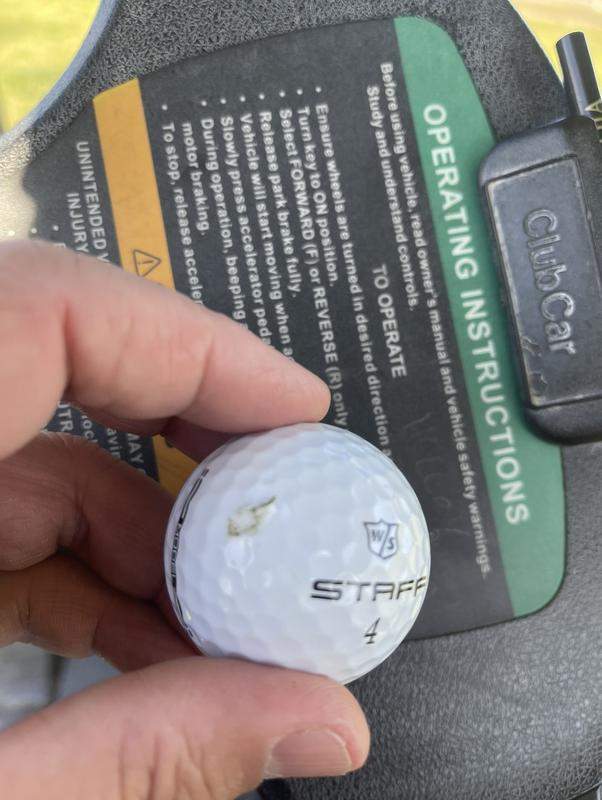 OPERATING INSTRUCTIONS
Before using vehicle, read owner's manual and vehicle safety warnings.
Study and understand controls.
TO OPERATE
• Ensure wheels are turned in desired direction
• Turn key to ON position.
• Select FORWARD (F) or REVERSE (R) only
• Release park brake fully.
• Vehicle will start moving when
• Slowly press accelerator
• During operation, beeping
motor braking.
• To stop, release
UNINTENDED
INJURY
MAY
Club Car
W/S
STAFF
4